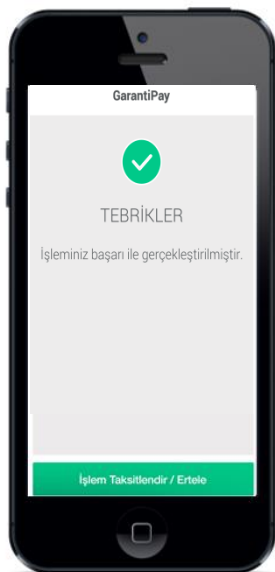 GarantiPay
TEBRİKLER
İşleminiz başarı ile gerçekleştirilmiştir.
İşlem Taksitlendir / Ertele